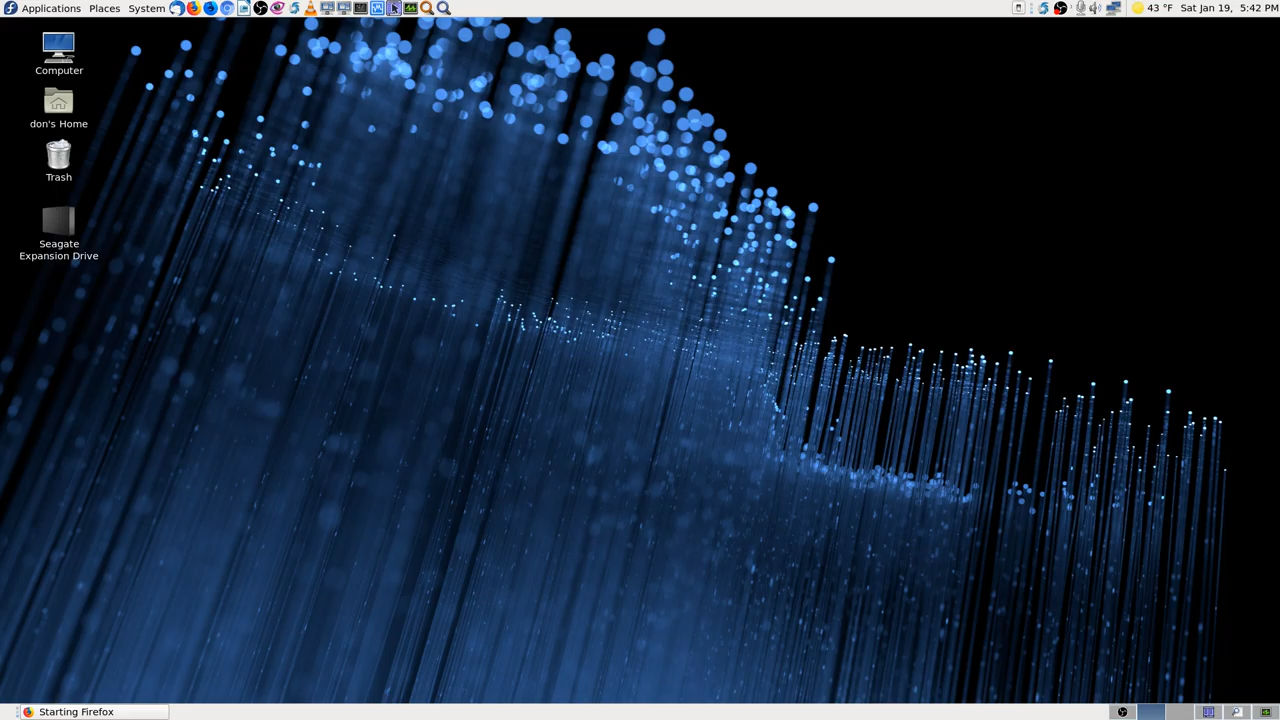 Applications Places System
43 °F Sat Jan 19, 5:42 PM
Computer
don's Home
Trash
Seagate
Expansion Drive
Starting Firefox